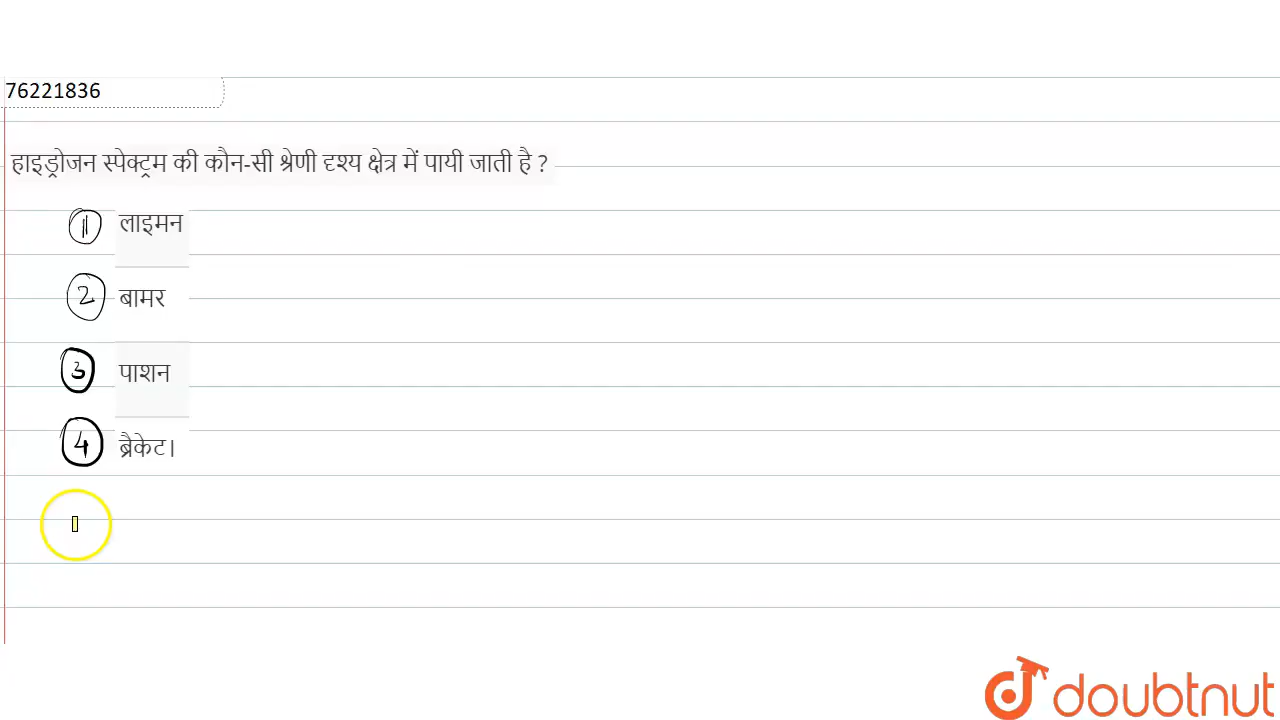 76221836
हाइड्रोजन स्पेक्ट्रम की कौन-सी श्रेणी दृश्य क्षेत्र में पायी जाती है ?
1 लाइमन
2 बामर
3 पाशन
4 ब्रैकेट।
doubtnut